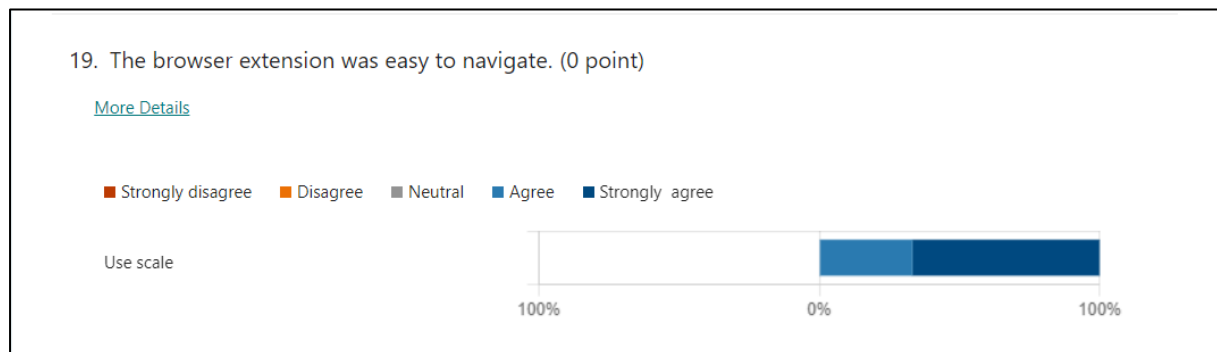 19. The browser extension was easy to navigate. (0 point)
More Details
Strongly disagree Disagree Neutral Agree Strongly agree
Use scale
100% 0% 100%